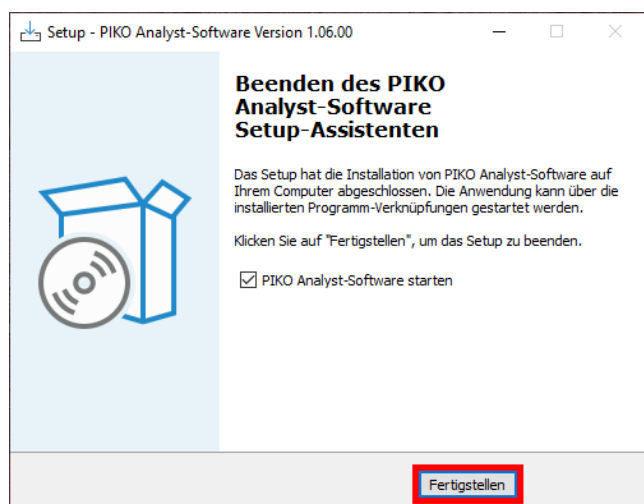 Setup - PIKO Analyst-Software Version 1.06.00
Beenden des PIKO
Analyst-Software
Setup-Assistenten
Das Setup hat die Installation von PIKO Analyst-Software auf
Ihrem Computer abgeschlossen. Die Anwendung kann über die
installierten Programm-Verknüpfungen gestartet werden.
Klicken Sie auf "Fertigstellen", um das Setup zu beenden.
PIKO Analyst-Software starten
Fertigstellen